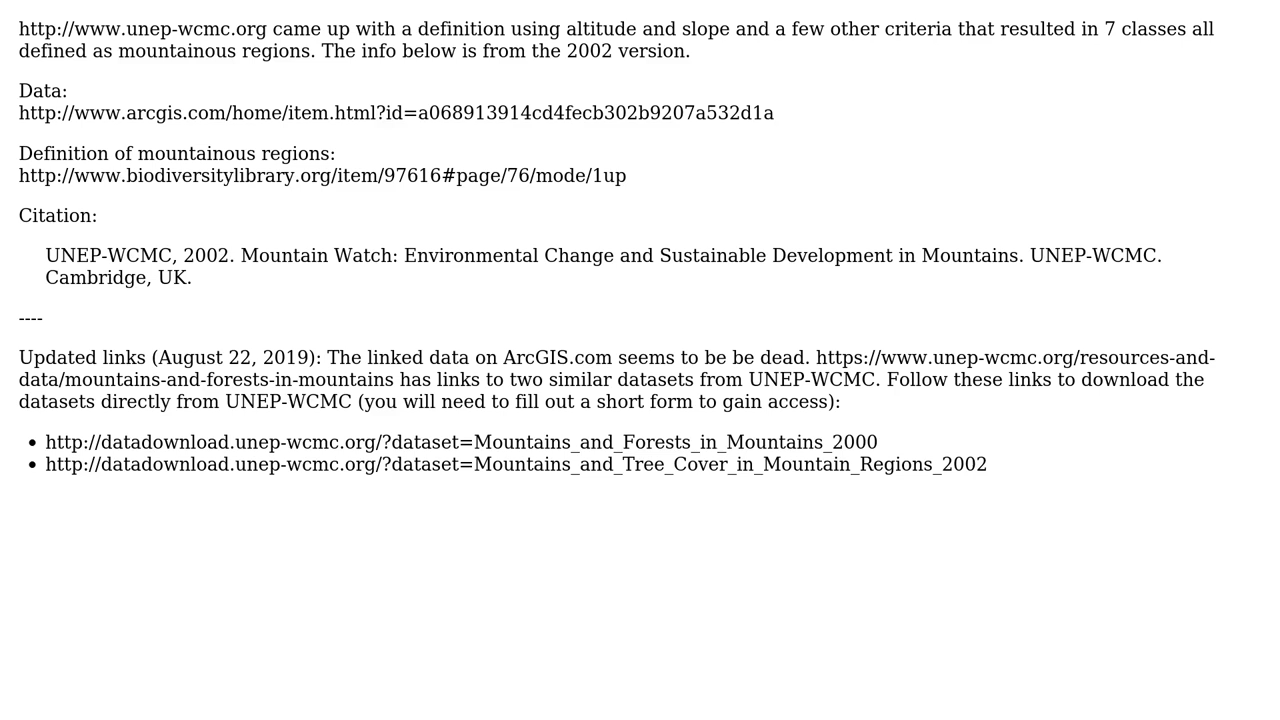 http://www.unep-wcmc.org came up with a definition using altitude and slope and a few other criteria that resulted in 7 classes all
defined as mountainous regions. The info below is from the 2002 version.
Data:
http://www.arcgis.com/home/item.html?id=a068913914cd4fecb302b9207a532d1a
Definition of mountainous regions:
http://www.biodiversitylibrary.org/item/97616#page/76/mode/1up
Citation:
UNEP-WCMC, 2002. Mountain Watch: Environmental Change and Sustainable Development in Mountains. UNEP-WCMC.
Cambridge, UK.
----
Updated links (August 22, 2019): The linked data on ArcGIS.com seems to be be dead. https://www.unep-wcmc.org/resources-and-
data/mountains-and-forests-in-mountains has links to two similar datasets from UNEP-WCMC. Follow these links to download the
datasets directly from UNEP-WCMC (you will need to fill out a short form to gain access):
• http://datadownload.unep-wcmc.org/?dataset=Mountains_and_Forests_in_Mountains_2000
• http://datadownload.unep-wcmc.org/?dataset=Mountains_and_Tree_Cover_in_Mountain_Regions_2002